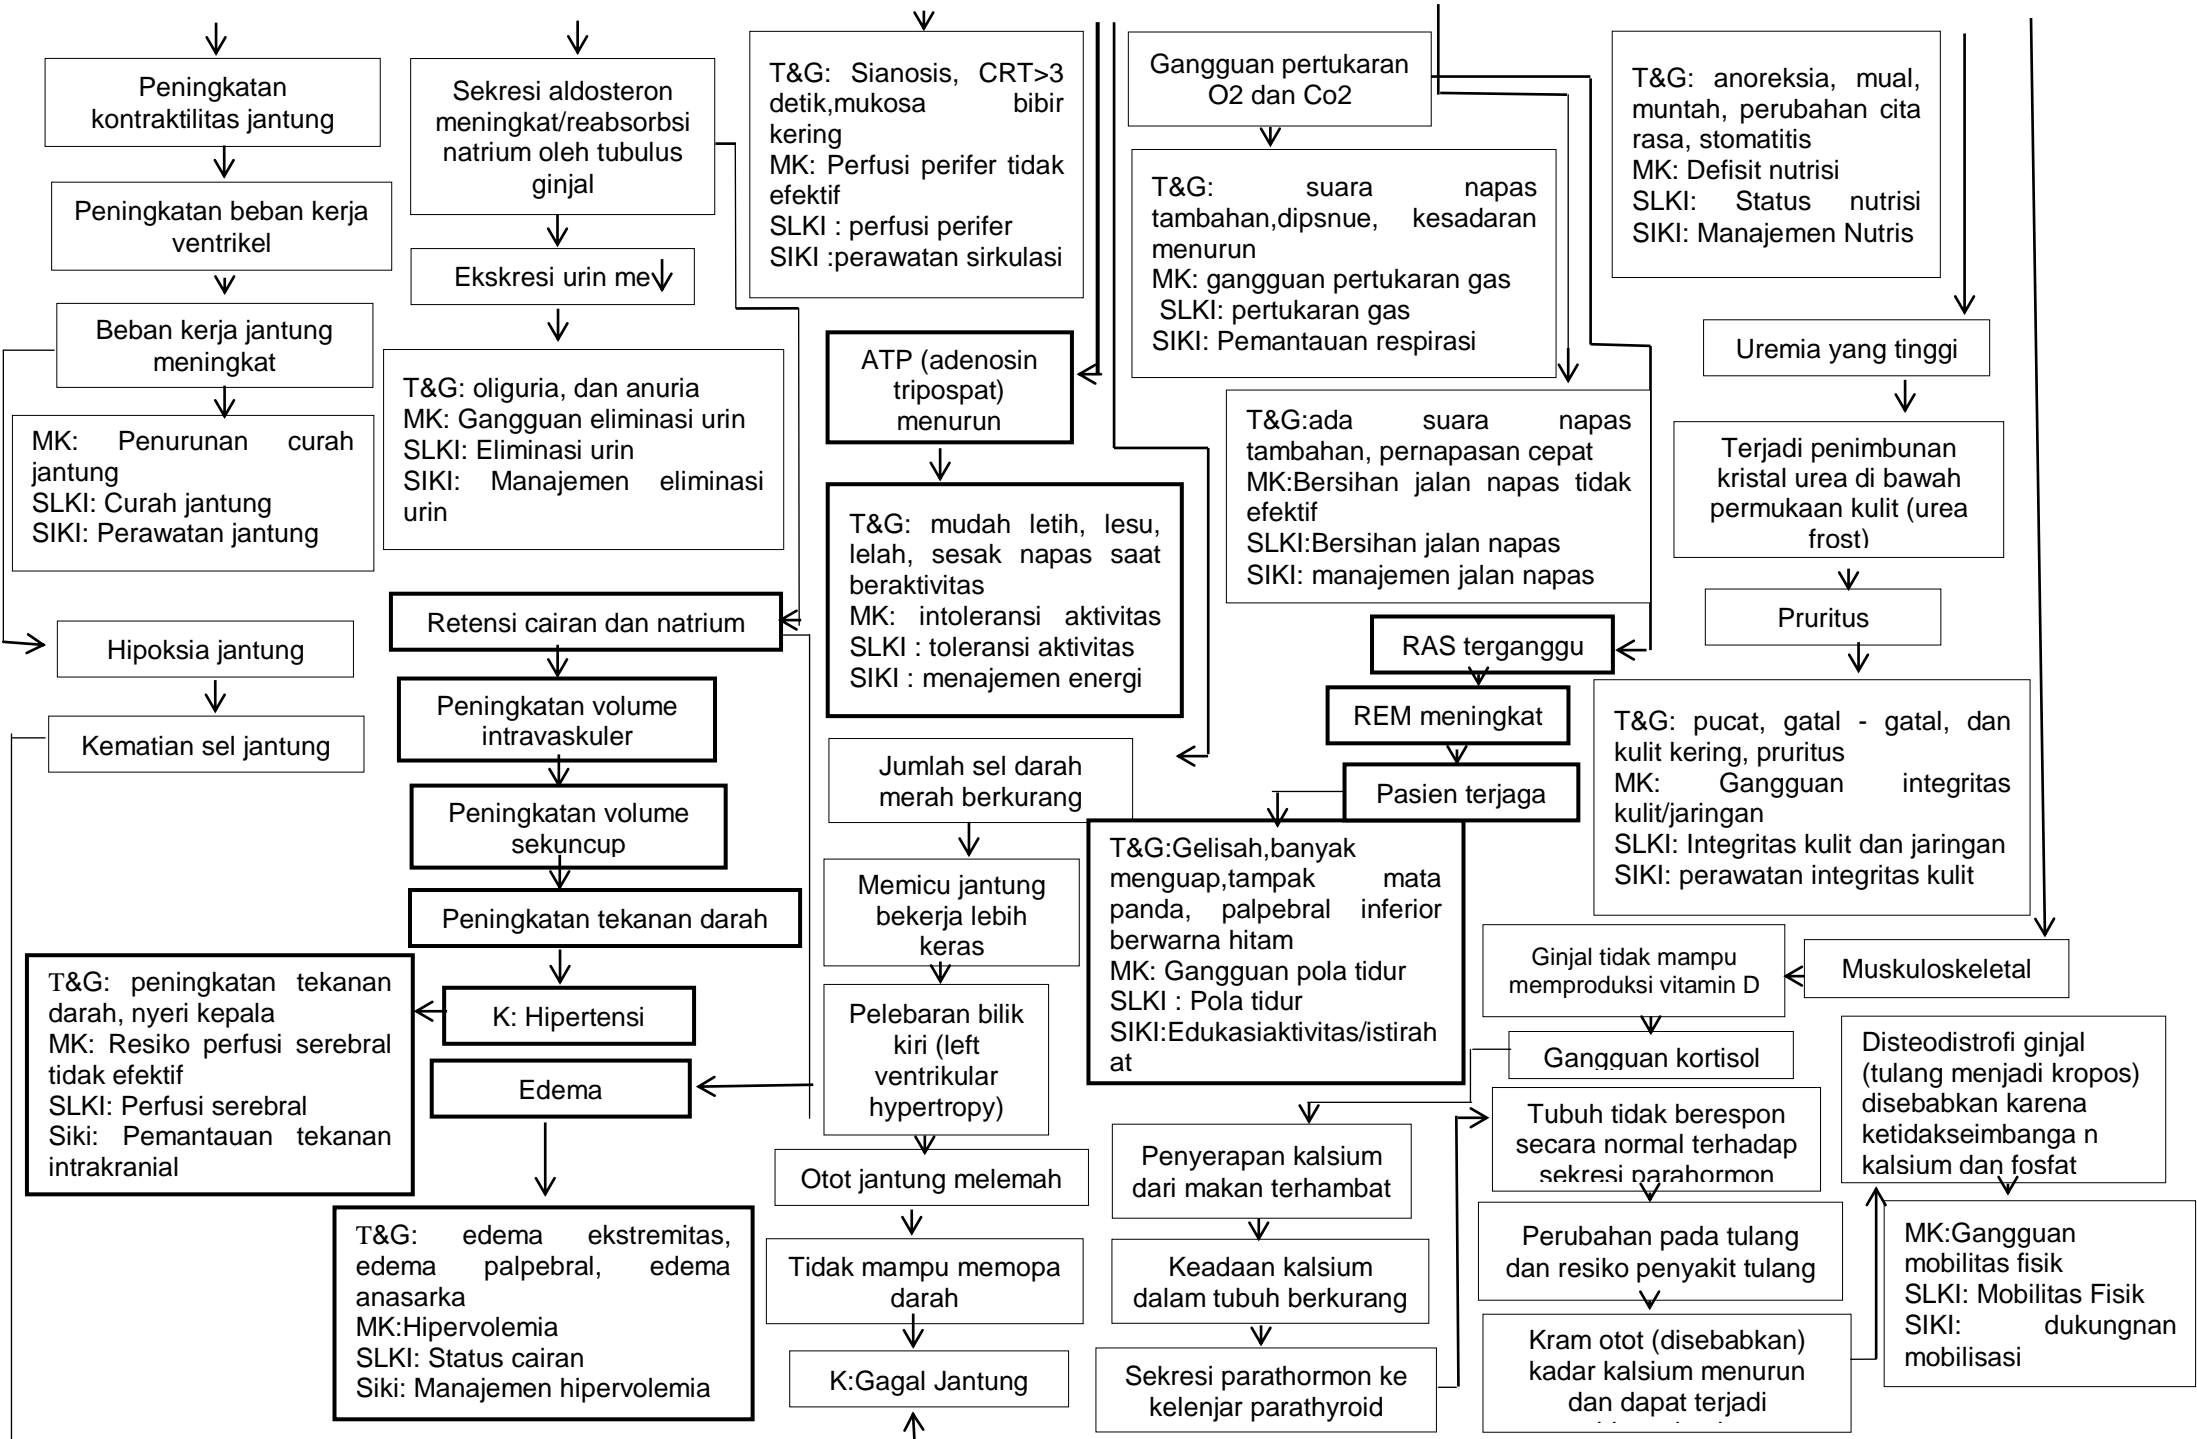 Peningkatan
kontraktilitas jantung
Peningkatan beban kerja
ventrikel
Beban kerja jantung
meningkat
MK: Penurunan curah
jantung
SLKI: Curah jantung
SIKI: Perawatan jantung
Hipoksia jantung
Kematian sel jantung
Sekresi aldosteron
meningkat/reabsorbsi
natrium oleh tubulus
ginjal
Ekskresi urin me
T&G: oliguria, dan anuria
MK: Gangguan eliminasi urin
SLKI: Eliminasi urin
SIKI: Manajemen eliminasi
urin
Retensi cairan dan natrium
Peningkatan volume
intravaskuler
Peningkatan volume
sekuncup
Peningkatan tekanan darah
K: Hipertensi
T&G: peningkatan tekanan
darah, nyeri kepala
MK: Resiko perfusi serebral
tidak efektif
SLKI: Perfusi serebral
Siki: Pemantauan tekanan
intrakranial
Edema
T&G: edema ekstremitas,
edema palpebral, edema
anasarka
MK:Hipervolemia
SLKI: Status cairan
Siki: Manajemen hipervolemia
T&G: Sianosis, CRT>3
detik,mukosa bibir
kering
MK: Perfusi perifer tidak
efektif
SLKI : perfusi perifer
SIKI :perawatan sirkulasi
ATP (adenosin
tripospat)
menurun
T&G: mudah letih, lesu,
lelah, sesak napas saat
beraktivitas
MK: intoleransi aktivitas
SLKI : toleransi aktivitas
SIKI : menajemen energi
Jumlah sel darah
merah berkurang
Memicu jantung
bekerja lebih
keras
Pelebaran bilik
kiri (left
ventrikular
hypertropy)
Otot jantung melemah
Tidak mampu memopa
darah
K:Gagal Jantung
Gangguan pertukaran
O2 dan Co2
T&G: suara napas
tambahan,dipsnue, kesadaran
menurun
MK: gangguan pertukaran gas
SLKI: pertukaran gas
SIKI: Pemantauan respirasi
T&G:ada suara napas
tambahan, pernapasan cepat
MK:Bersihan jalan napas tidak
efektif
SLKI:Bersihan jalan napas
SIKI: manajemen jalan napas
RAS terganggu
REM meningkat
Pasien terjaga
T&G:Gelisah,banyak
menguap,tampak mata
panda, palpebral inferior
berwarna hitam
MK: Gangguan pola tidur
SLKI : Pola tidur
SIKI:Edukasiaktivitas/istirah
at
T&G: anoreksia, mual,
muntah, perubahan cita
rasa, stomatitis
MK: Defisit nutrisi
SLKI: Status nutrisi
SIKI: Manajemen Nutris
Uremia yang tinggi
Terjadi penimbunan
kristal urea di bawah
permukaan kulit (urea
frost)
Pruritus
T&G: pucat, gatal - gatal, dan
kulit kering, pruritus
MK: Gangguan integritas
kulit/jaringan
SLKI: Integritas kulit dan jaringan
SIKI: perawatan integritas kulit
Muskuloskeletal
Ginjal tidak mampu
memproduksi vitamin D
Gangguan kortisol
Penyerapan kalsium
dari makan terhambat
Keadaan kalsium
dalam tubuh berkurang
Sekresi parathormon ke
kelenjar parathyroid
Tubuh tidak berespon
secara normal terhadap
sekresi parahormon
Perubahan pada tulang
dan resiko penyakit tulang
Kram otot (disebabkan)
kadar kalsium menurun
dan dapat terjadi
Disteodistrofi ginjal
(tulang menjadi kropos)
disebabkan karena
ketidakseimbanga n
kalsium dan fosfat
MK:Gangguan
mobilitas fisik
SLKI: Mobilitas Fisik
SIKI: dukungnan
mobilisasi